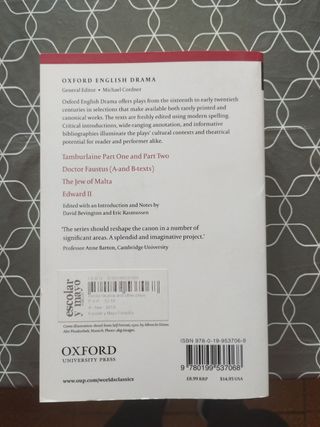 OXFORD ENGLISH DRAMA
General Editor • Michael Cordner
Oxford English Drama offers plays from the sixteenth to early twentieth
centuries in selections that make available both rarely printed and
canonical works. The texts are freshly edited using modern spelling.
Critical introductions, wide-ranging annotation, and informative
bibliographies illuminate the plays' cultural contexts and theatrical
potential for reader and performer alike.
Tamburlaine Part One and Part Two
Doctor Faustus (A-and B-texts)
The Jew of Malta
Edward II
Edited with an Introduction and Notes by
David Bevington and Eric Rasmussen
'The series should reshape the canon in a number of
significant areas. A splendid and imaginative project.'
Professor Anne Barton, Cambridge University
escolar
y mayo
OXFORD
UNIVERSITY PRESS
www.oup.com/worldsclassics
ISBN 978-0-19-953706-8
9 780199 537068
£8.99 RRP $14.95 USA